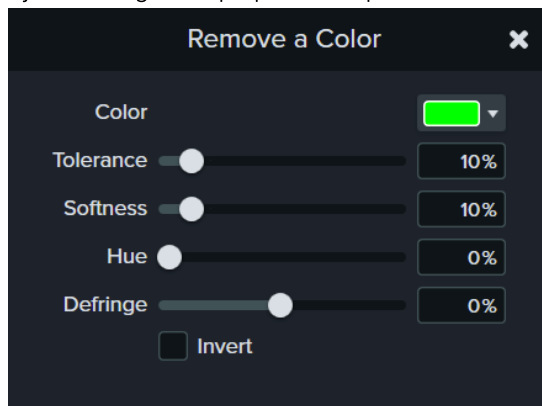 Remove a Color
Color
Tolerance 10%
Softness 10%
Hue 0%
Defringe 0%
Invert